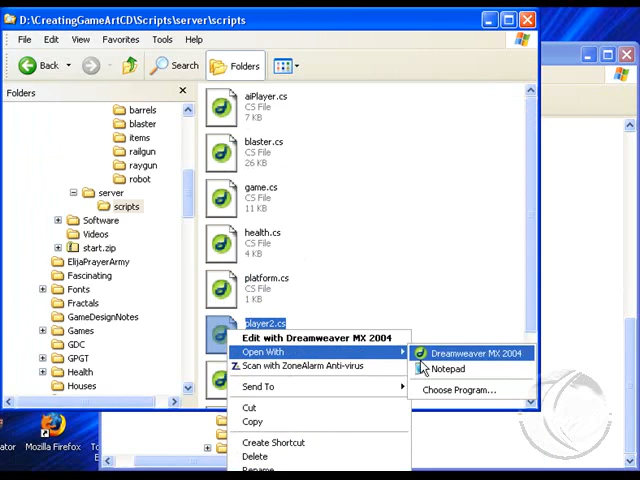 D:\CreatingGameArtCD\Scripts\server\scripts
File Edit View Favorites Tools Help
Back Search Folders
Folders
barrels
blaster
items
railgun
raygun
robot
server
scripts
Software
Videos
start.zip
ElijaPrayerArmy
Fascinating
Fonts
Fractals
GameDesignNotes
Games
GDC
GPGT
Health
Houses
aiPlayer.cs
CS File
7 KB
blaster.cs
CS File
26 KB
game.cs
CS File
11 KB
health.cs
CS File
4 KB
platform.cs
CS File
1 KB
player2.cs
Edit with Dreamweaver MX 2004
Open With
Scan with ZoneAlarm Anti-virus
Send To
Cut
Copy
Create Shortcut
Delete
Rename
Dreamweaver MX 2004
Notepad
Choose Program...
Mozilla Firefox